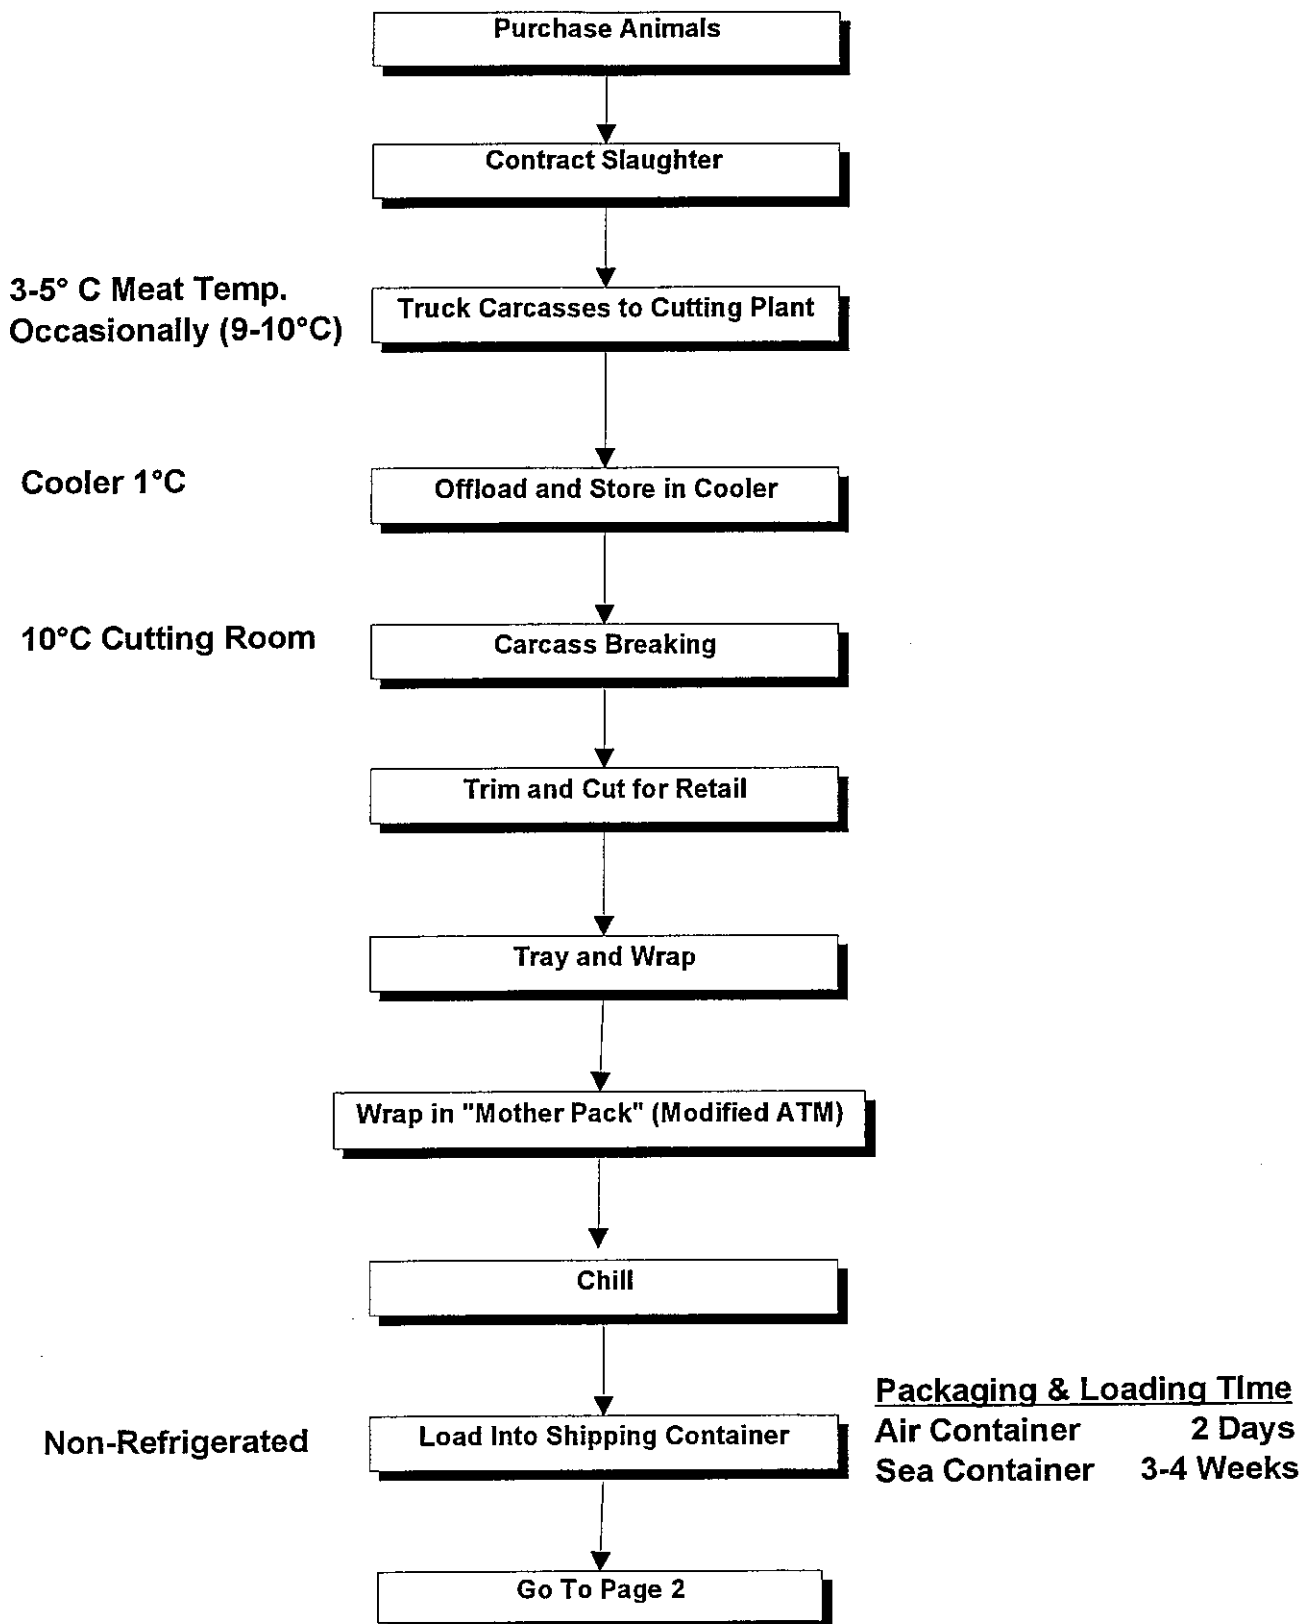 Purchase Animals
Contract Slaughter
3-5° C Meat Temp.
Occasionally (9-10°C)
Truck Carcasses to Cutting Plant
Cooler 1°C
Offload and Store in Cooler
10°C Cutting Room
Carcass Breaking
Trim and Cut for Retail
Tray and Wrap
Wrap in "Mother Pack" (Modified ATM)
Chill
Non-Refrigerated
Load Into Shipping Container
Packaging & Loading TIme
Air Container 2 Days
Sea Container 3-4 Weeks
Go To Page 2